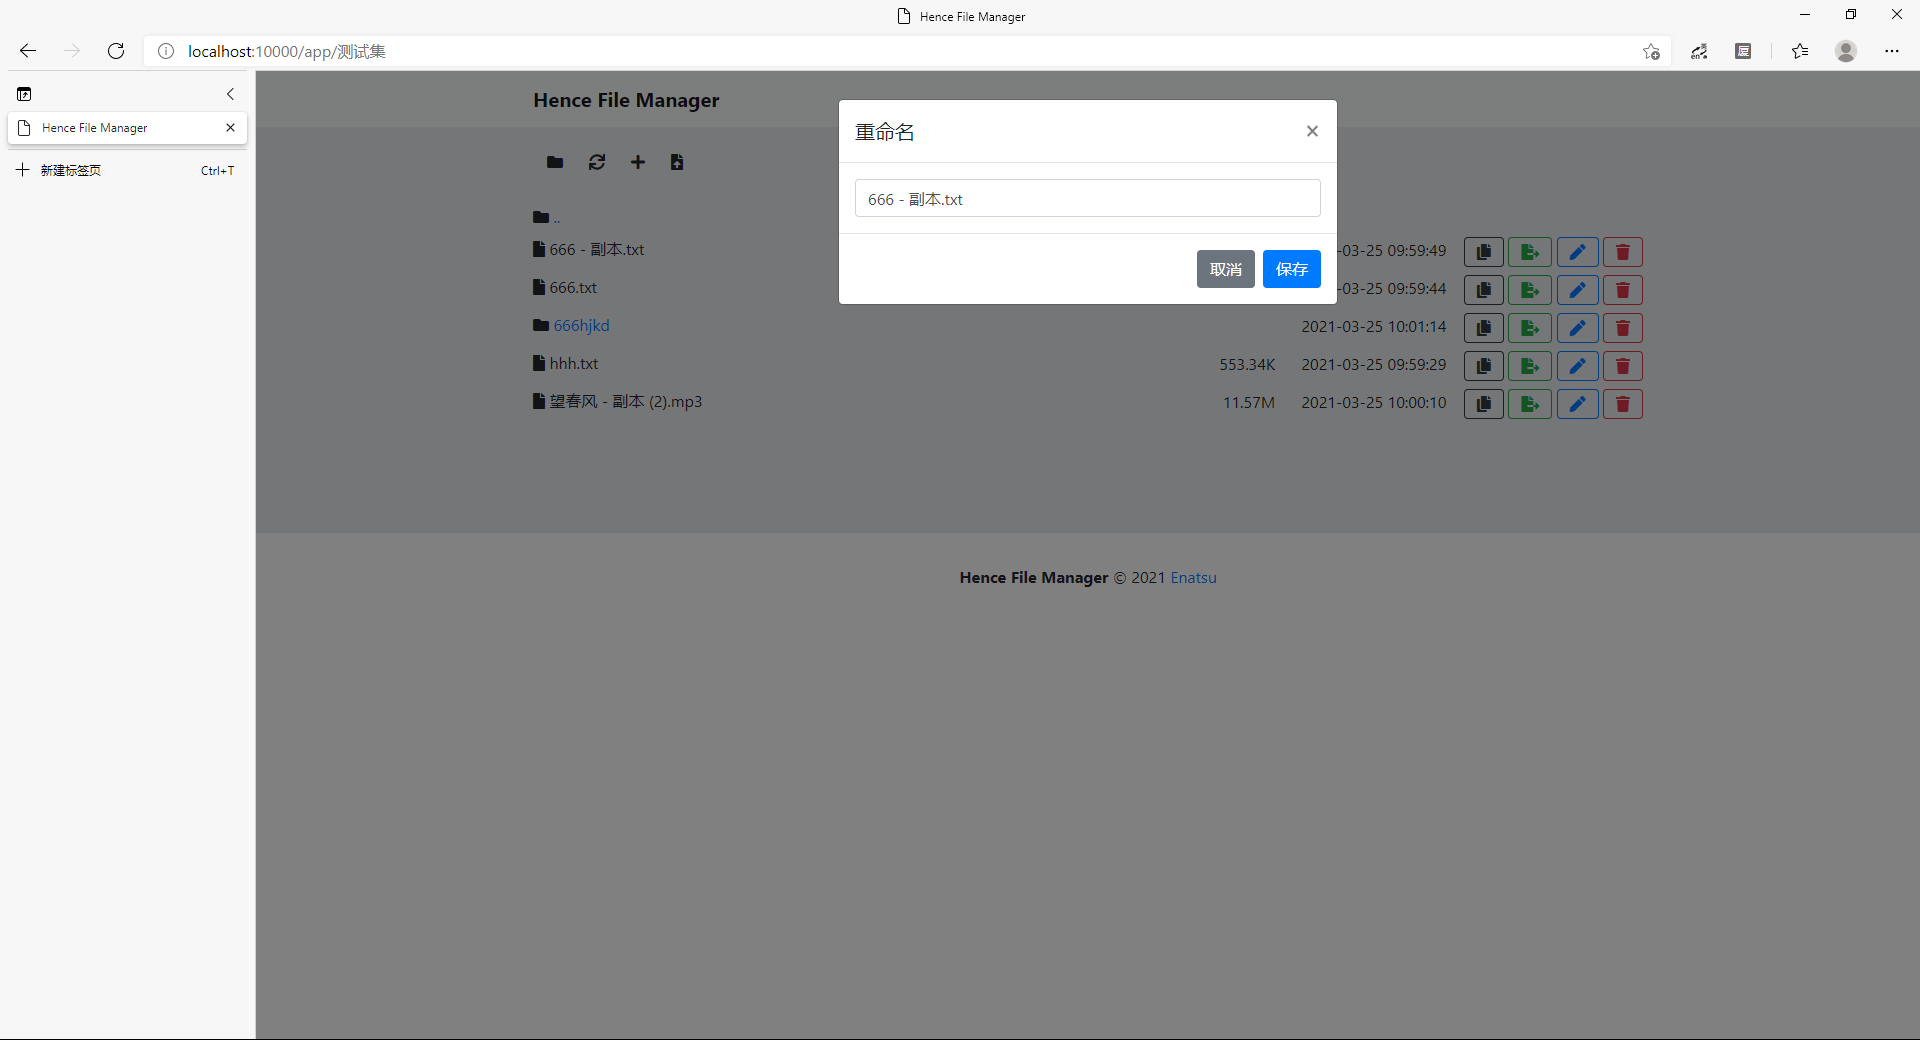 Hence File Manager
localhost:10000/app/测试集
Hence File Manager
新建标签页 Ctrl+T
Hence File Manager
重命名
666 - 副本.txt
取消 保存
..
666 - 副本.txt -03-25 09:59:49
666.txt -03-25 09:59:44
666hjkd 2021-03-25 10:01:14
hhh.txt 553.34K 2021-03-25 09:59:29
望春风 - 副本 (2).mp3 11.57M 2021-03-25 10:00:10
Hence File Manager © 2021 Enatsu